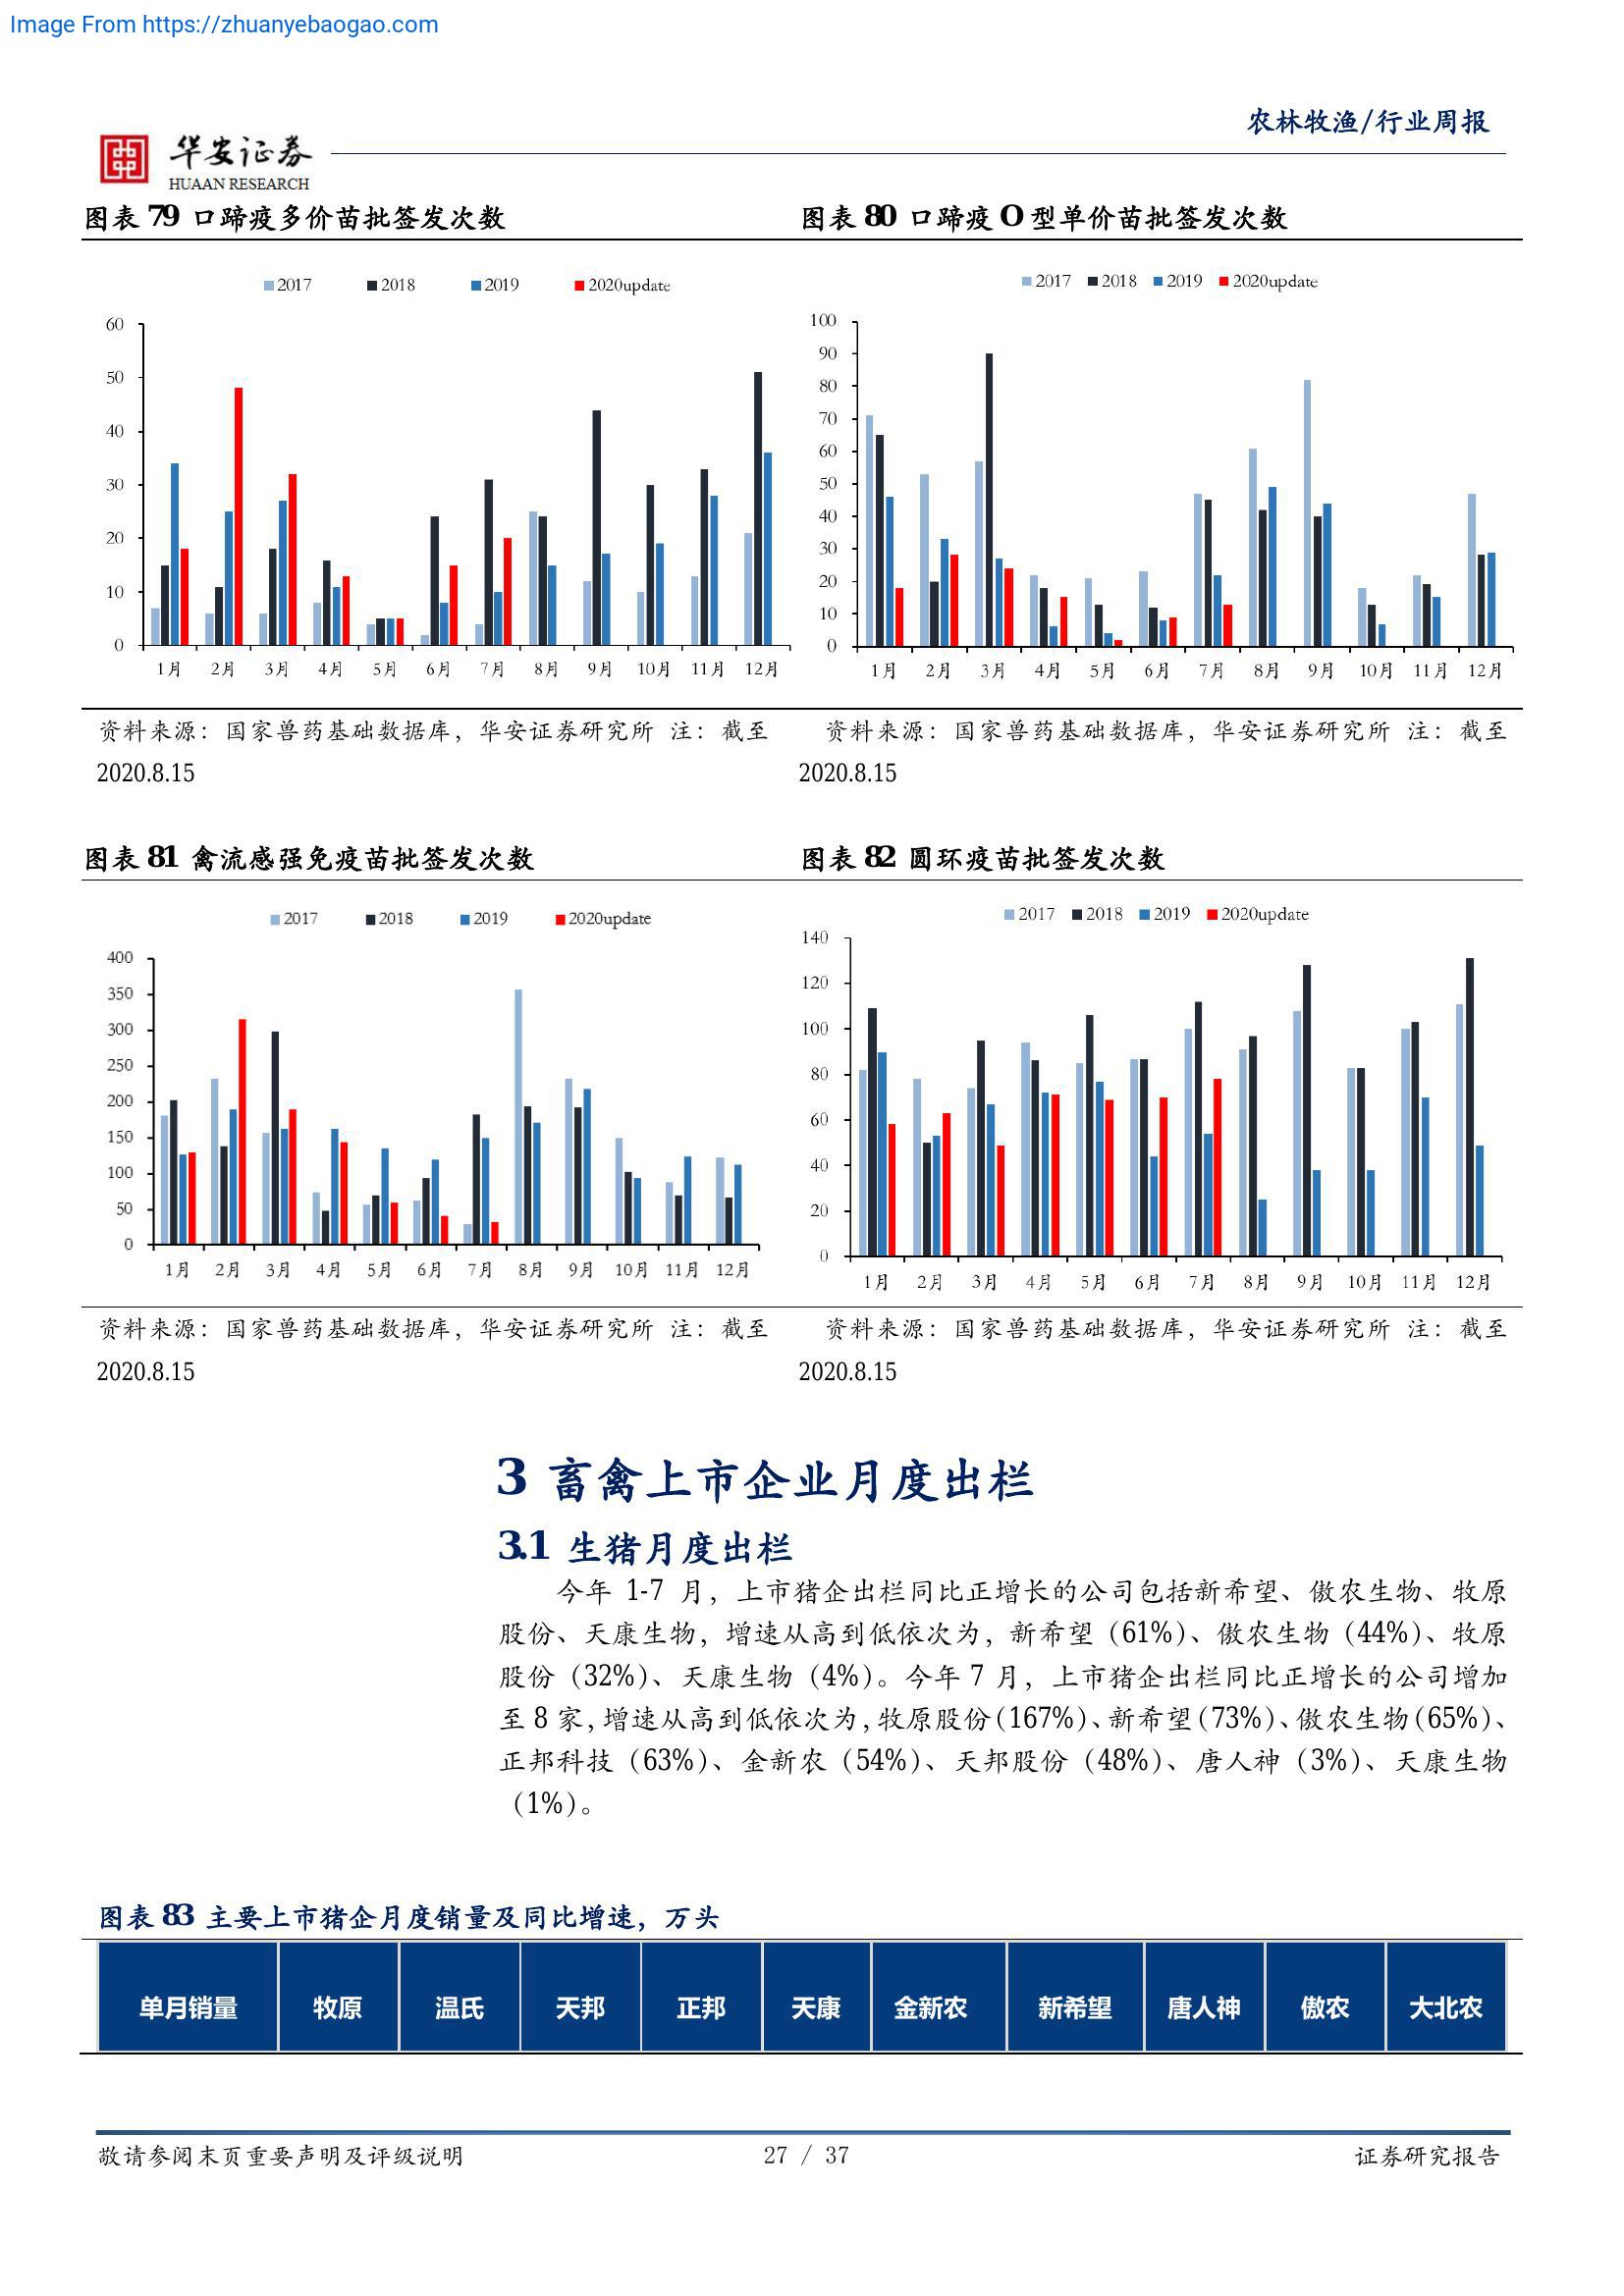 Image From https://zhuanyebaogao.com
农林牧渔/行业周报
华安证券
HUAAN RESEARCH
图表 79 口蹄疫多价苗批签发次数
2017 2018 2019 2020update
60
50
40
30
20
10
0
1月 2月 3月 4月 5月 6月 7月 8月 9月 10月 11月 12月
资料来源：国家兽药基础数据库，华安证券研究所 注：截至
2020.8.15
图表 80 口蹄疫 O 型单价苗批签发次数
2017 2018 2019 2020update
100
90
80
70
60
50
40
30
20
10
0
1月 2月 3月 4月 5月 6月 7月 8月 9月 10月 11月 12月
资料来源：国家兽药基础数据库，华安证券研究所 注：截至
2020.8.15
图表 81 禽流感强免疫苗批签发次数
2017 2018 2019 2020update
400
350
300
250
200
150
100
50
0
1月 2月 3月 4月 5月 6月 7月 8月 9月 10月 11月 12月
资料来源：国家兽药基础数据库，华安证券研究所 注：截至
2020.8.15
图表 82 圆环疫苗批签发次数
2017 2018 2019 2020update
140
120
100
80
60
40
20
0
1月 2月 3月 4月 5月 6月 7月 8月 9月 10月 11月 12月
资料来源：国家兽药基础数据库，华安证券研究所 注：截至
2020.8.15
3 畜禽上市企业月度出栏
3.1 生猪月度出栏
今年 1-7 月，上市猪企出栏同比正增长的公司包括新希望、傲农生物、牧原
股份、天康生物，增速从高到低依次为，新希望（61%）、傲农生物（44%）、牧原
股份（32%）、天康生物（4%）。今年 7 月，上市猪企出栏同比正增长的公司增加
至 8 家，增速从高到低依次为，牧原股份（167%）、新希望（73%）、傲农生物（65%）、
正邦科技（63%）、金新农（54%）、天邦股份（48%）、唐人神（3%）、天康生物
（1%）。
图表 83 主要上市猪企月度销量及同比增速，万头
单月销量 牧原 温氏 天邦 正邦 天康 金新农 新希望 唐人神 傲农 大北农
敬请参阅末页重要声明及评级说明 27 / 37 证券研究报告